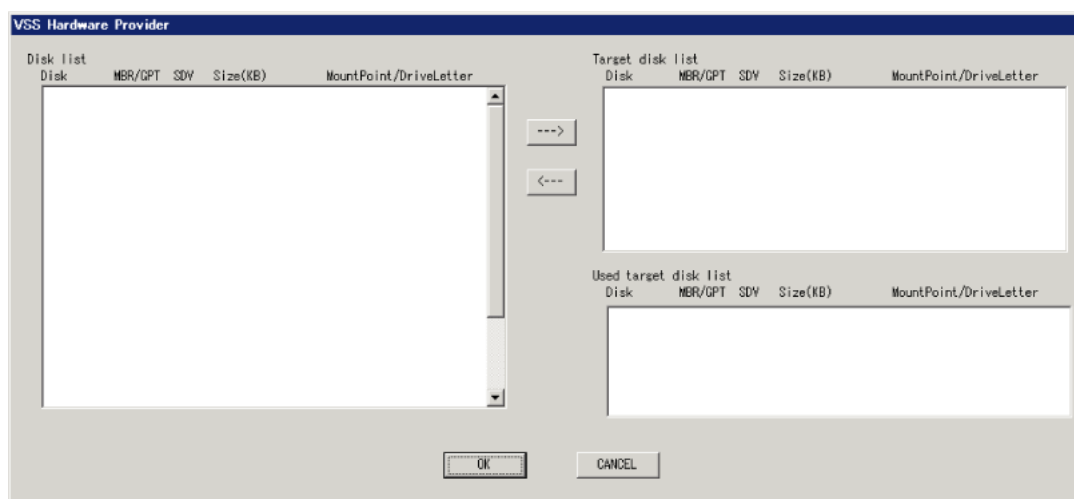 VSS Hardware Provider
Disk list
Disk MBR/GPT SDV Size(KB) MountPoint/DriveLetter
--->
<---
Target disk list
Disk MBR/GPT SDV Size(KB) MountPoint/DriveLetter
Used target disk list
Disk MBR/GPT SDV Size(KB) MountPoint/DriveLetter
OK CANCEL